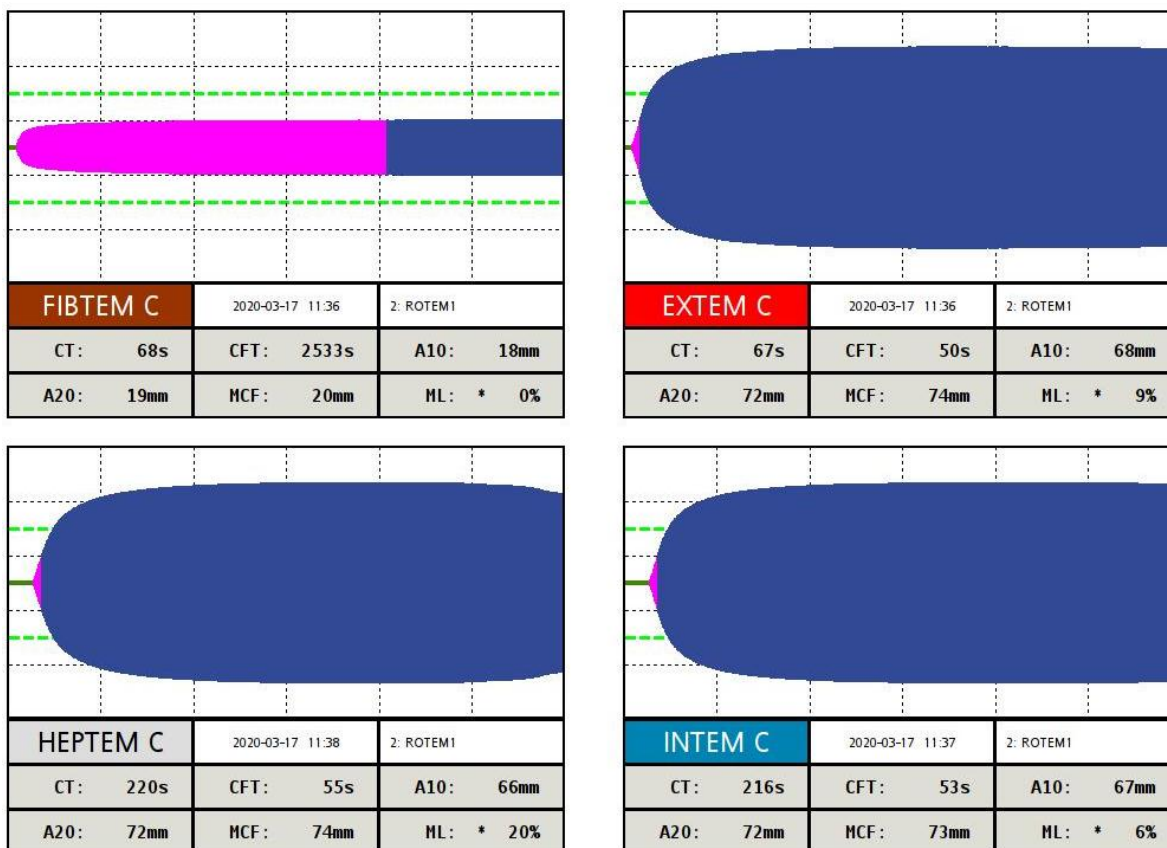 FIBTEM C 2020-03-17 11:36 2: ROTEM1
CT: 68s CFT: 2533s A10: 18mm
A20: 19mm MCF: 20mm ML: * 0%
EXTEM C 2020-03-17 11:36 2: ROTEM1
CT: 67s CFT: 50s A10: 68mm
A20: 72mm MCF: 74mm ML: * 9%
HEPTEM C 2020-03-17 11:38 2: ROTEM1
CT: 220s CFT: 55s A10: 66mm
A20: 72mm MCF: 74mm ML: * 20%
INTEM C 2020-03-17 11:37 2: ROTEM1
CT: 216s CFT: 53s A10: 67mm
A20: 72mm MCF: 73mm ML: * 6%